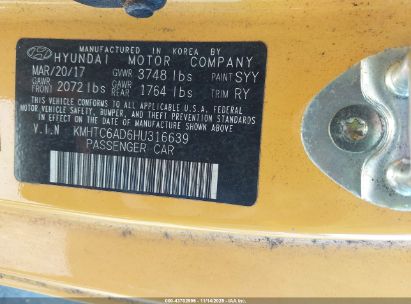 MANUFACTURED IN KOREA BY
HYUNDAI MOTOR COMPANY
MAR/20/17 GVWR 3748 lbs PAINT SYY
GAWR FRONT 2072 lbs GAWR REAR 1764 lbs TRIM RY
THIS VEHICLE CONFORMS TO ALL APPLICABLE U.S.A. FEDERAL
MOTOR VEHICLE SAFETY, BUMPER, AND THEFT PREVENTION STANDARDS
IN EFFECT ON THE DATE OF MANUFACTURE SHOWN ABOVE.
V.I.N KMHTC6AD6HU316639
PASSENGER CAR